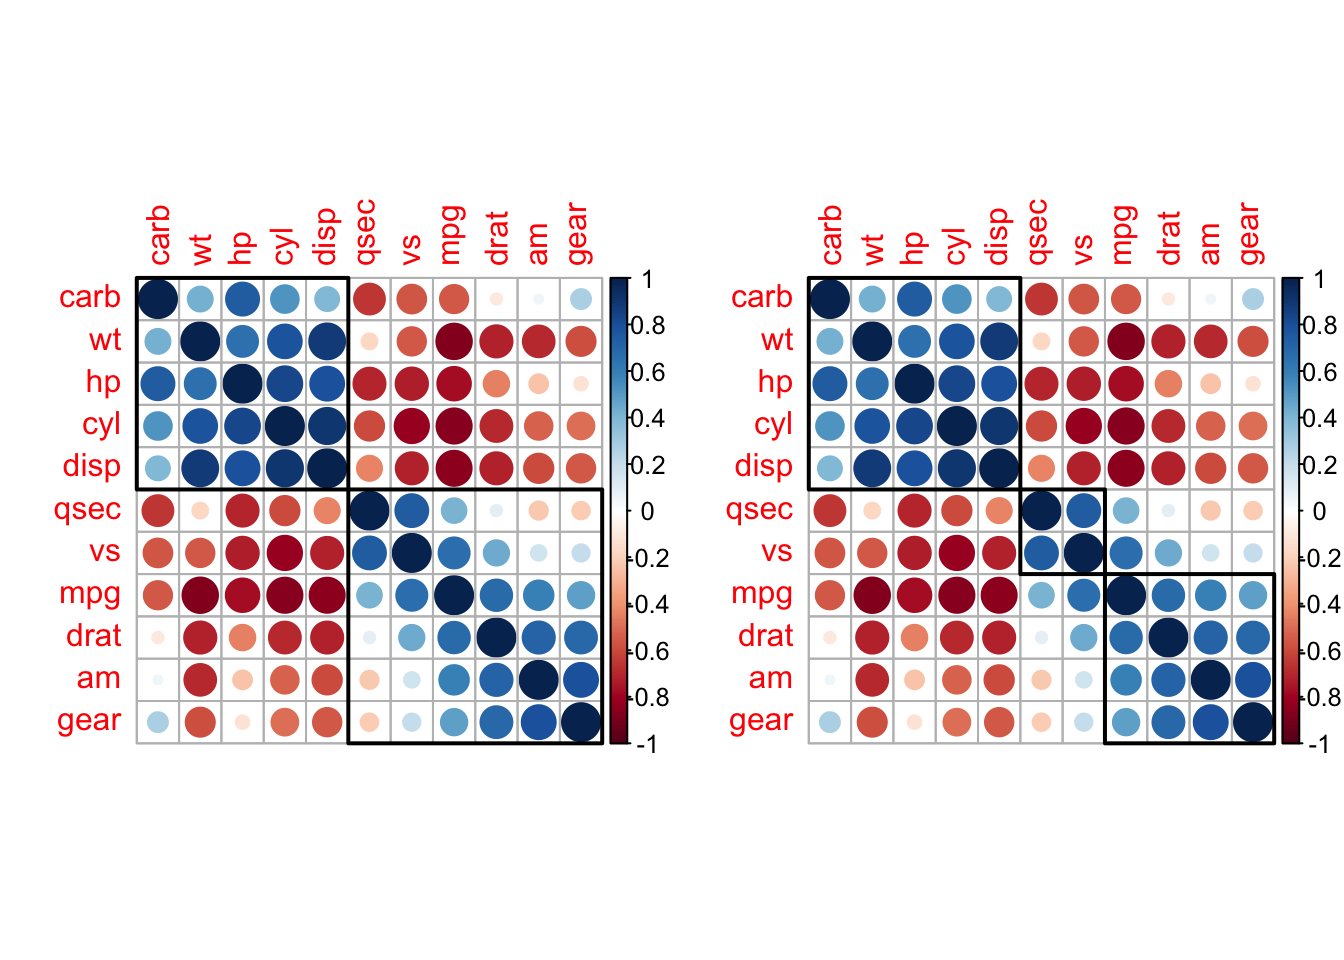 carb wt hp cyl disp qsec vs mpg drat am gear
carb
wt
hp
cyl
disp
qsec
vs
mpg
drat
am
gear
1
0.8
0.6
0.4
0.2
0
-0.2
-0.4
-0.6
-0.8
-1
carb wt hp cyl disp qsec vs mpg drat am gear
carb
wt
hp
cyl
disp
qsec
vs
mpg
drat
am
gear
1
0.8
0.6
0.4
0.2
0
-0.2
-0.4
-0.6
-0.8
-1